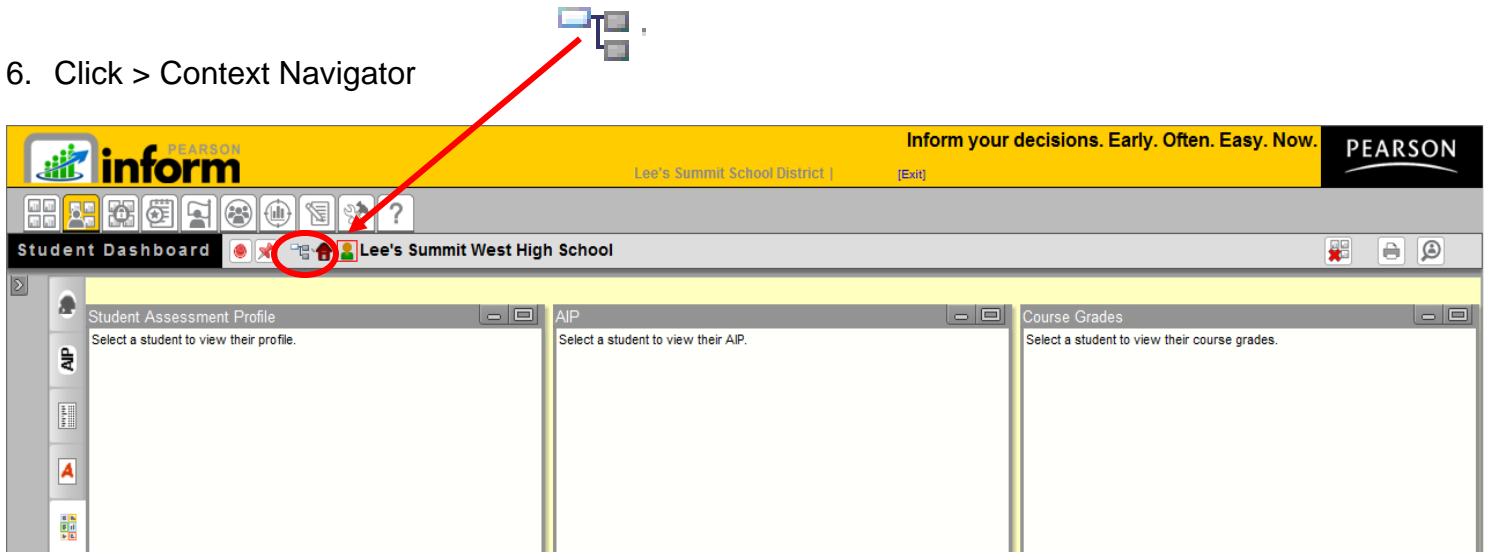 6. Click > Context Navigator
.
PEARSON
inform
Inform your decisions. Early. Often. Easy. Now.
Lee's Summit School District |
[Exit]
PEARSON
?
Student Dashboard
Lee's Summit West High School
>
AIP
A
Student Assessment Profile
Select a student to view their profile.
AIP
Select a student to view their AIP.
Course Grades
Select a student to view their course grades.